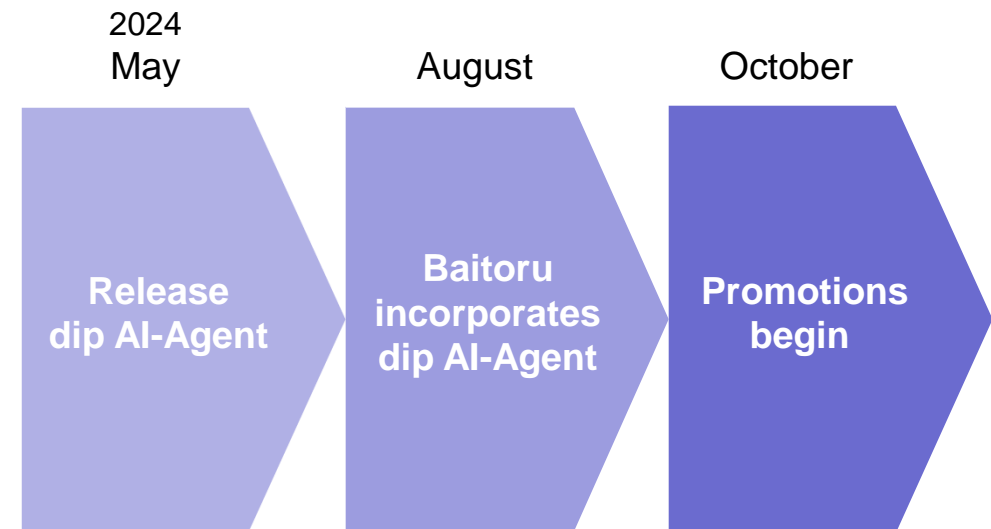 2024
May
August
October
Release
dip AI-Agent
Baitoru
incorporates
dip AI-Agent
Promotions
begin